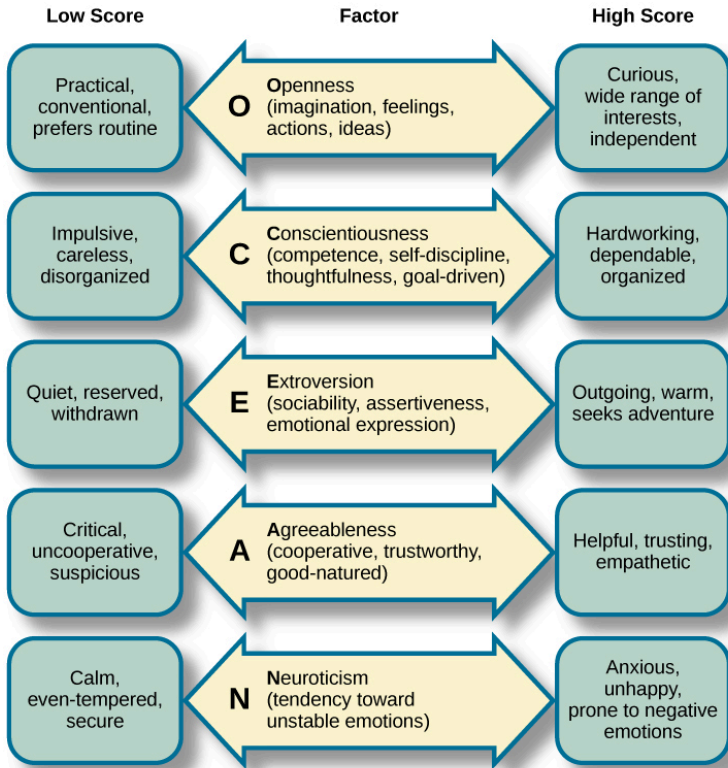 Low Score
Factor
High Score
Practical,
conventional,
prefers routine
O
Openness
(imagination, feelings,
actions, ideas)
Curious,
wide range of
interests,
independent
Impulsive,
careless,
disorganized
C
Conscientiousness
(competence, self-discipline,
thoughtfulness, goal-driven)
Hardworking,
dependable,
organized
Quiet, reserved,
withdrawn
E
Extroversion
(sociability, assertiveness,
emotional expression)
Outgoing, warm,
seeks adventure
Critical,
uncooperative,
suspicious
A
Agreeableness
(cooperative, trustworthy,
good-natured)
Helpful, trusting,
empathetic
Calm,
even-tempered,
secure
N
Neuroticism
(tendency toward
unstable emotions)
Anxious,
unhappy,
prone to negative
emotions